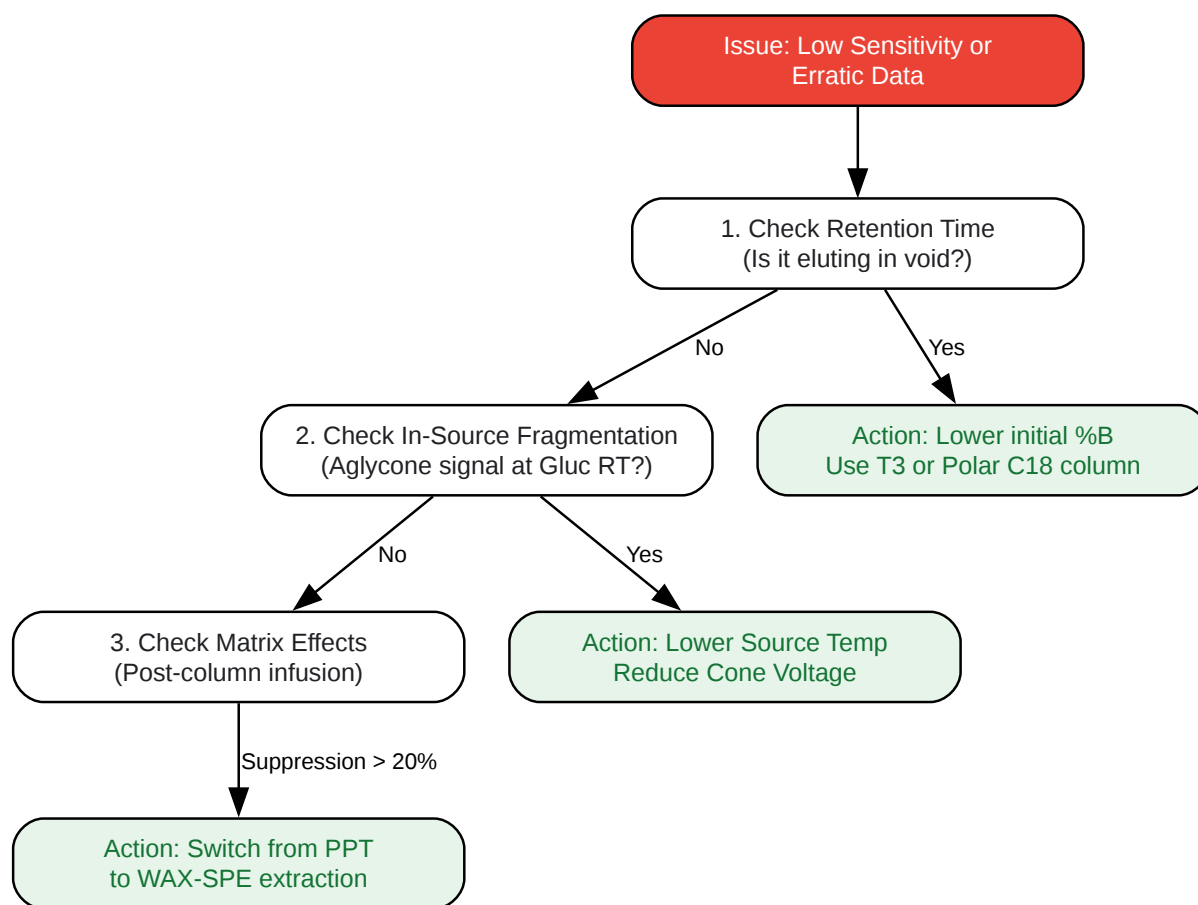 Issue: Low Sensitivity or
Erratic Data
1. Check Retention Time
(Is it eluting in void?)
No
Yes
2. Check In-Source Fragmentation
(Aglycone signal at Gluc RT?)
Action: Lower initial %B
Use T3 or Polar C18 column
No
Yes
3. Check Matrix Effects
(Post-column infusion)
Action: Lower Source Temp
Reduce Cone Voltage
Suppression > 20%
Action: Switch from PPT
to WAX-SPE extraction